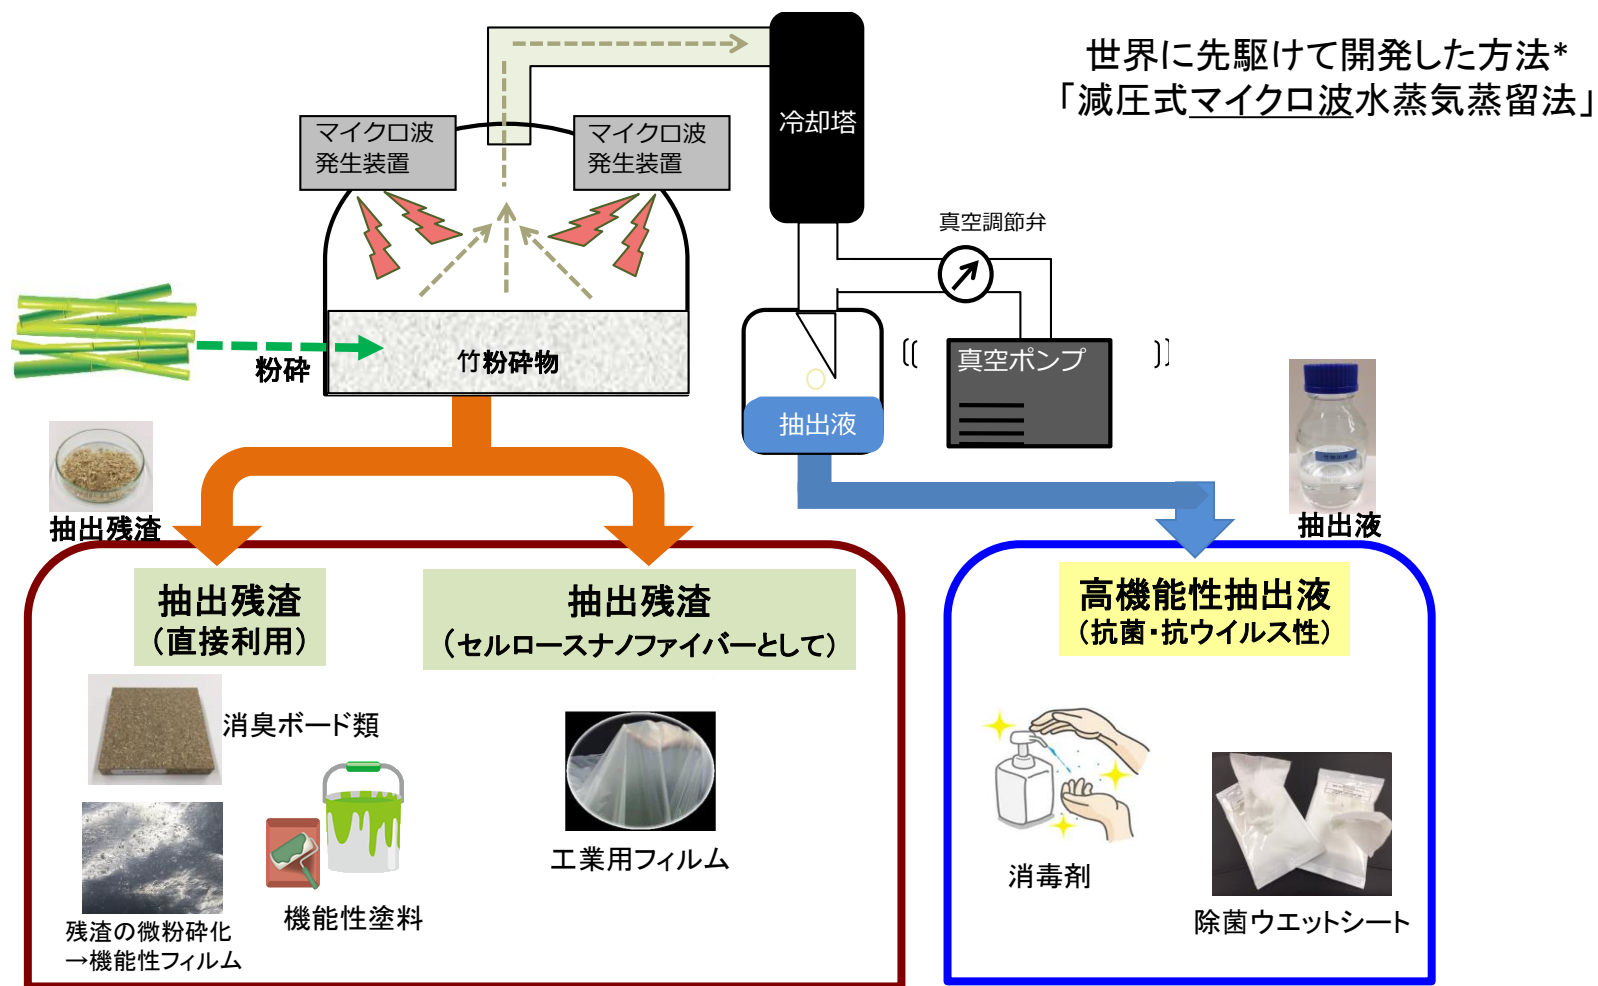 世界に先駆けて開発した方法*
「減圧式マイクロ波水蒸気蒸留法」
マイクロ波
発生装置
マイクロ波
発生装置
冷却塔
真空調節弁
粉砕
竹粉砕物
真空ポンプ
抽出液
抽出残渣
抽出液
抽出残渣
（直接利用）
抽出残渣
（セルロースナノファイバーとして）
高機能性抽出液
（抗菌・抗ウイルス性）
消臭ボード類
工業用フィルム
機能性塗料
残渣の微粉砕化
→機能性フィルム
消毒剤
除菌ウエットシート